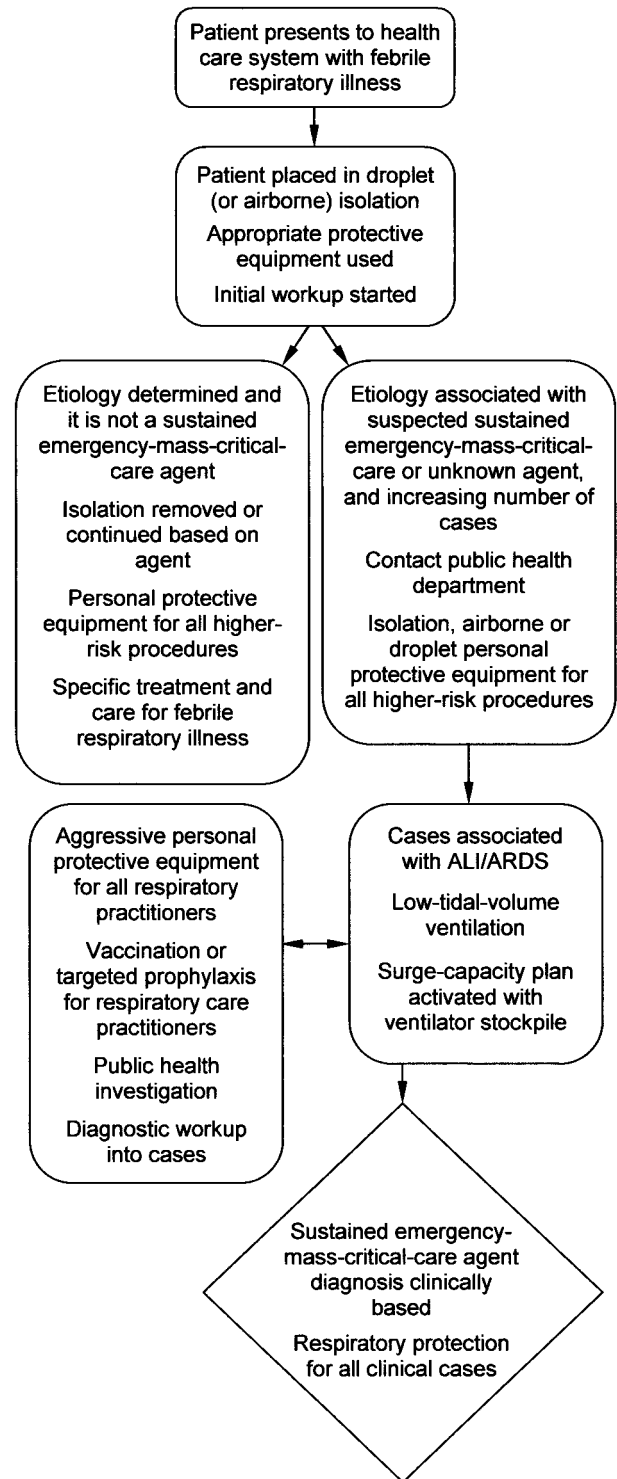 Patient presents to health
care system with febrile
respiratory illness
Patient placed in droplet
(or airborne) isolation
Appropriate protective
equipment used
Initial workup started
Etiology determined and
it is not a sustained
emergency-mass-critical-
care agent
Isolation removed or
continued based on
agent
Personal protective
equipment for all higher-
risk procedures
Specific treatment and
care for febrile
respiratory illness
Etiology associated with
suspected sustained
emergency-mass-critical-
care or unknown agent,
and increasing number of
cases
Contact public health
department
Isolation, airborne or
droplet personal
protective equipment for
all higher-risk procedures
Aggressive personal
protective equipment
for all respiratory
practitioners
Vaccination or
targeted prophylaxis
for respiratory care
practitioners
Public health
investigation
Diagnostic workup
into cases
Cases associated
with ALI/ARDS
Low-tidal-volume
ventilation
Surge-capacity plan
activated with
ventilator stockpile
Sustained emergency-
mass-critical-care agent
diagnosis clinically
based
Respiratory protection
for all clinical cases